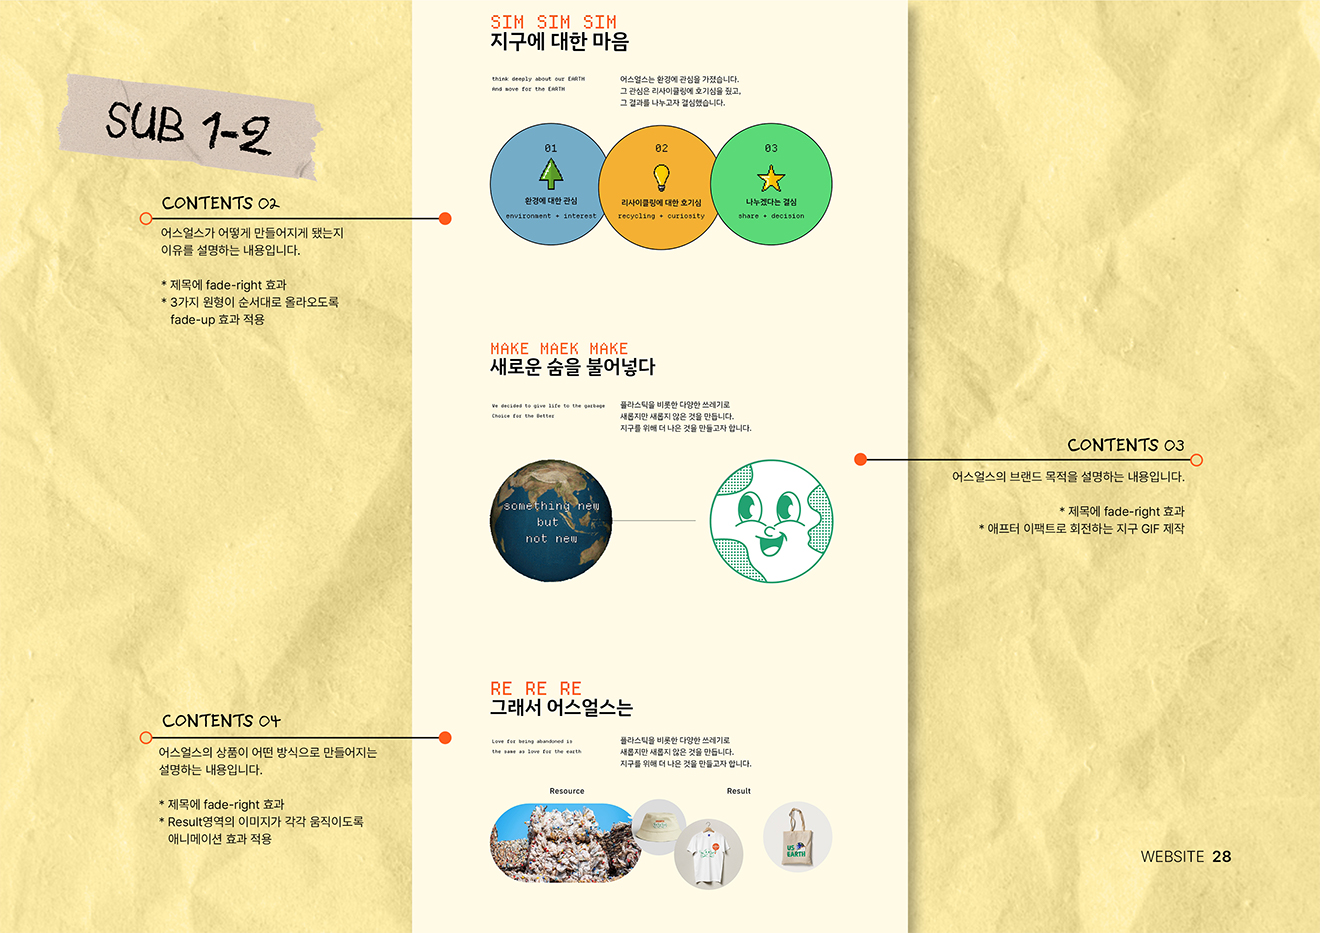 SUB 1-2
SIM SIM SIM
지구에 대한 마음
think deeply about our EARTH
And move for the EARTH
어스얼스는 환경에 관심을 가졌습니다.
그 관심은 리사이클링에 호기심을 줬고,
그 결과를 나누고자 결심했습니다.
01
환경에 대한 관심
environment + interest
02
리사이클링에 대한 호기심
recycling + curiosity
03
나누겠다는 결심
share + decision
CONTENTS 02
어스얼스가 어떻게 만들어지게 됐는지
이유를 설명하는 내용입니다.
* 제목에 fade-right 효과
* 3가지 원형이 순서대로 올라오도록
fade-up 효과 적용
MAKE MAEK MAKE
새로운 숨을 불어넣다
We decided to give life to the garbage
Choice for the Better
플라스틱을 비롯한 다양한 쓰레기로
새롭지만 새롭지 않은 것을 만듭니다.
지구를 위해 더 나은 것을 만들고자 합니다.
something new
but
not new
CONTENTS 03
어스얼스의 브랜드 목적을 설명하는 내용입니다.
* 제목에 fade-right 효과
* 애프터 이팩트로 회전하는 지구 GIF 제작
RE RE RE
그래서 어스얼스는
Love for being abandoned is
the same as love for the earth
플라스틱을 비롯한 다양한 쓰레기로
새롭지만 새롭지 않은 것을 만듭니다.
지구를 위해 더 나은 것을 만들고자 합니다.
Resource
Result
US
EARTH
CONTENTS 04
어스얼스의 상품이 어떤 방식으로 만들어지는
설명하는 내용입니다.
* 제목에 fade-right 효과
* Result영역의 이미지가 각각 움직이도록
애니메이션 효과 적용
WEBSITE 28